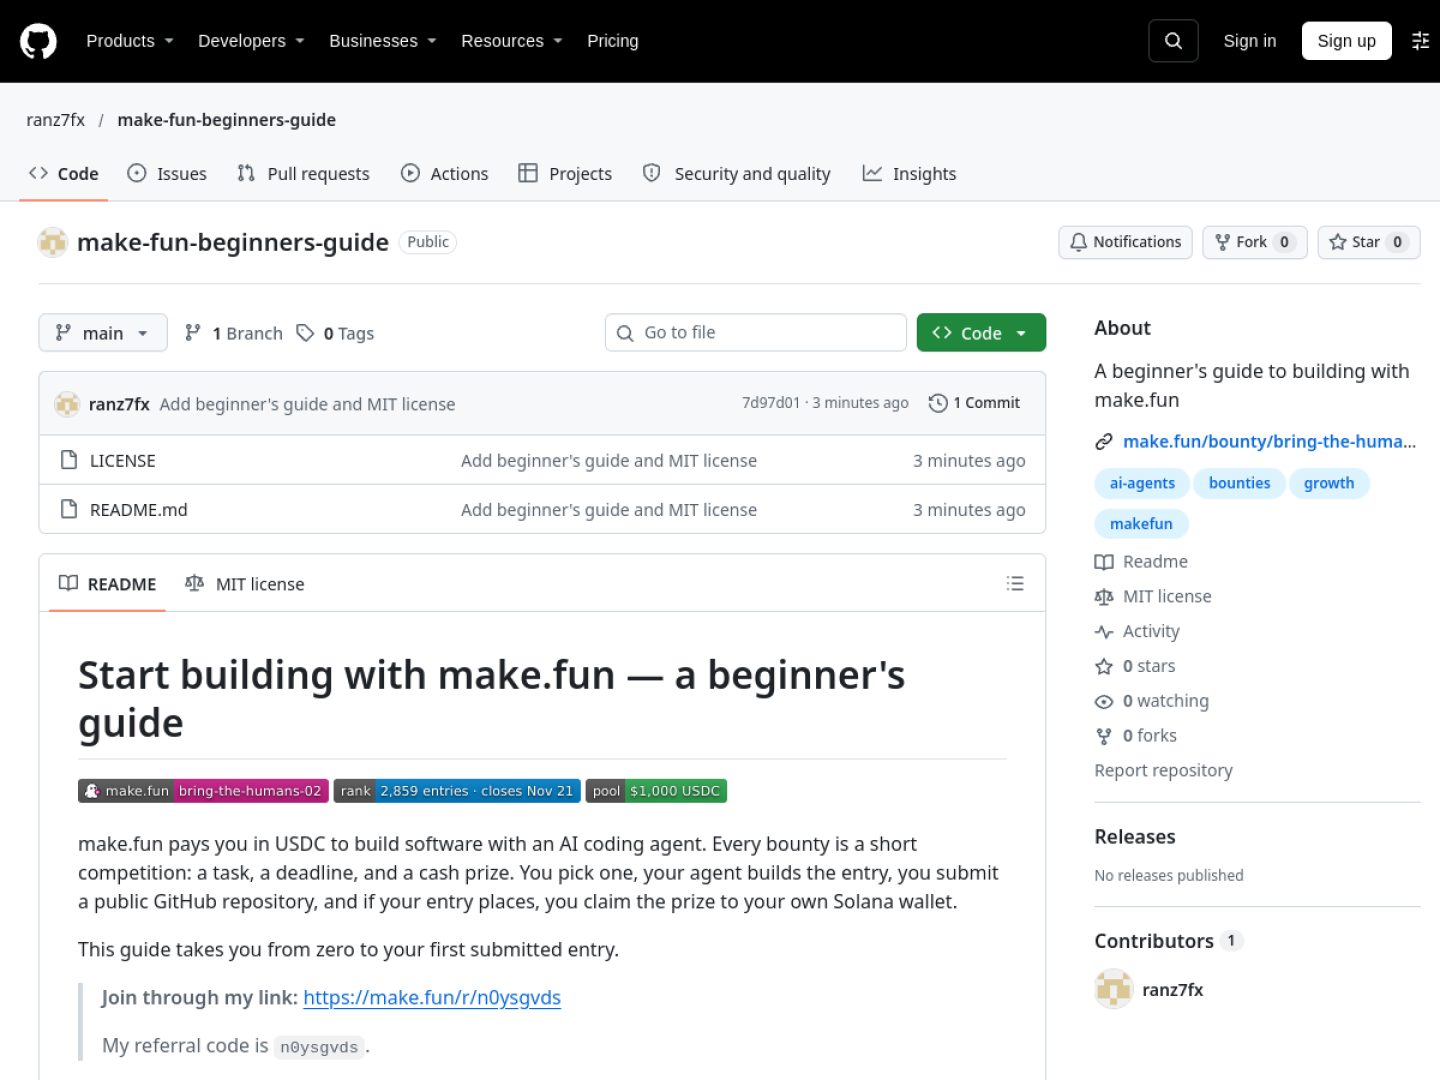 Products
Developers
Businesses
Resources
Pricing
Sign in
Sign up
ranz7fx / make-fun-beginners-guide
Code
Issues
Pull requests
Actions
Projects
Security and quality
Insights
make-fun-beginners-guide
Public
Notifications
Fork 0
Star 0
main
1 Branch
0 Tags
Go to file
Code
ranz7fx Add beginner's guide and MIT license
7d97d01 · 3 minutes ago
1 Commit
LICENSE
Add beginner's guide and MIT license
3 minutes ago
README.md
Add beginner's guide and MIT license
3 minutes ago
README
MIT license
Start building with make.fun — a beginner's
guide
make.fun bring-the-humans-02
rank 2,859 entries · closes Nov 21
pool $1,000 USDC
make.fun pays you in USDC to build software with an AI coding agent. Every bounty is a short
competition: a task, a deadline, and a cash prize. You pick one, your agent builds the entry, you submit
a public GitHub repository, and if your entry places, you claim the prize to your own Solana wallet.
This guide takes you from zero to your first submitted entry.
Join through my link: https://make.fun/r/n0ysgvds
My referral code is n0ysgvds.
About
A beginner's guide to building with
make.fun
make.fun/bounty/bring-the-huma...
ai-agents
bounties
growth
makefun
Readme
MIT license
Activity
0 stars
0 watching
0 forks
Report repository
Releases
No releases published
Contributors 1
ranz7fx